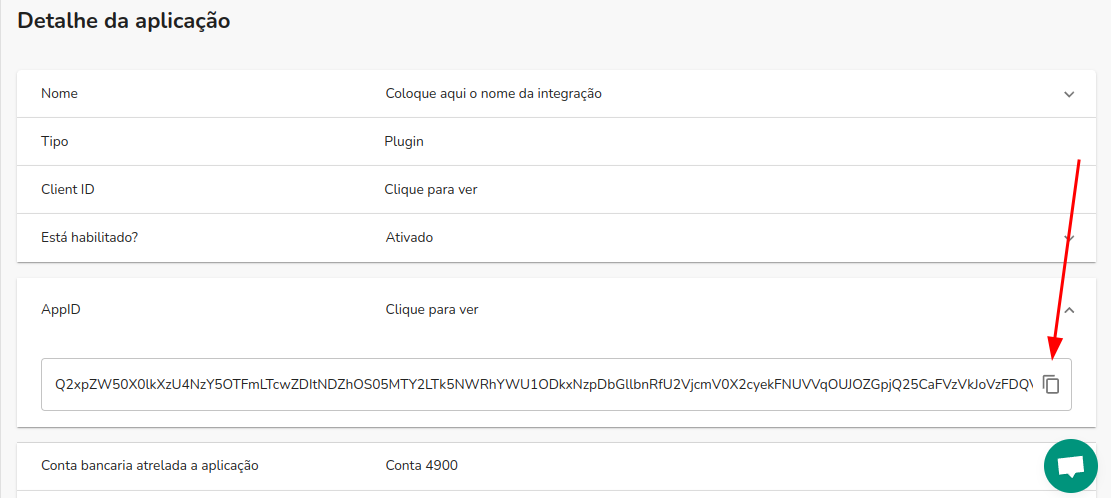 Detalhe da aplicação
Nome Coloque aqui o nome da integração
Tipo Plugin
Client ID Clique para ver
Está habilitado? Ativado
AppID Clique para ver
Conta bancaria atrelada a aplicação Conta 4900